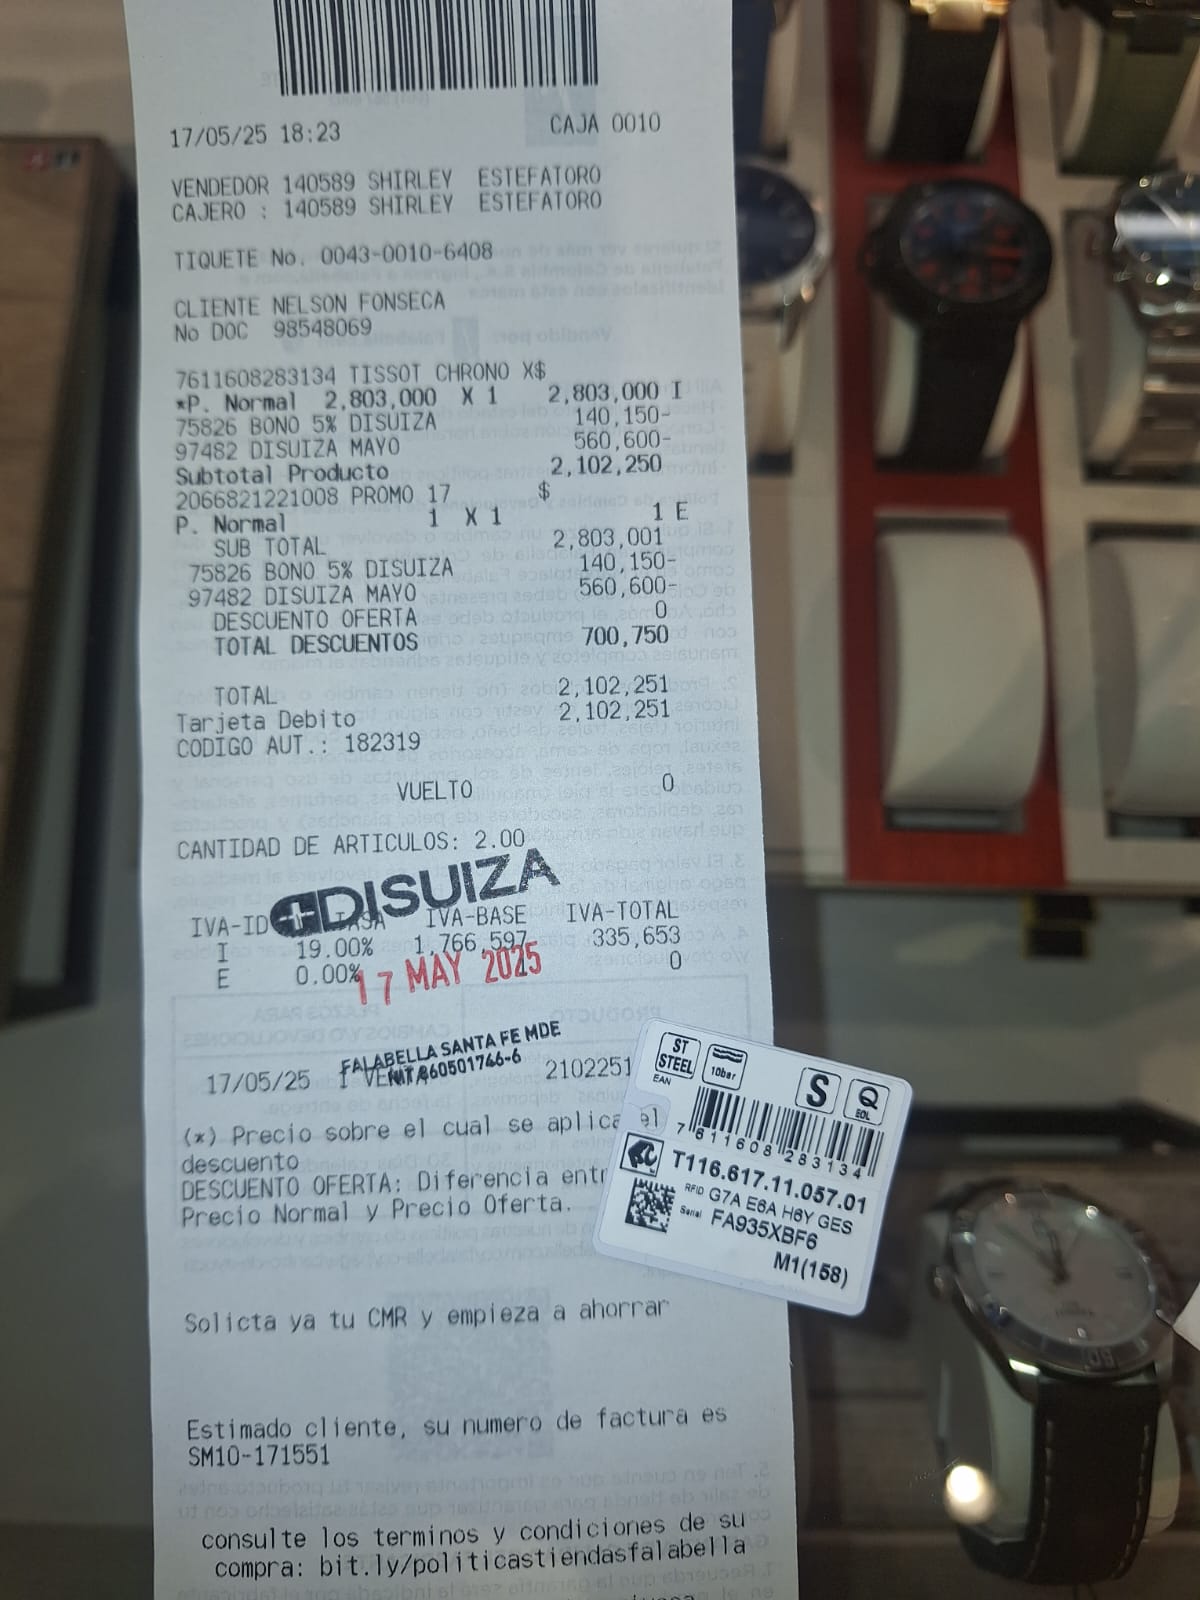 17/05/25 18:23 CAJA 0010
VENDEDOR 140589 SHIRLEY ESTEFATORO
CAJERO : 140589 SHIRLEY ESTEFATORO
TIQUETE No. 0043-0010-6408
CLIENTE NELSON FONSECA
No DOC 98548069
7611608283134 TISSOT CHRONO X$
*P. Normal 2,803,000 X 1 2,803,000 I
75826 BONO 5% DISUIZA 140,150-
97482 DISUIZA MAYO 560,600-
Subtotal Producto 2,102,250
2066821221008 PROMO 17 $
P. Normal 1 X 1 1 E
SUB TOTAL 2,803,001
75826 BONO 5% DISUIZA 140,150-
97482 DISUIZA MAYO 560,600-
DESCUENTO OFERTA 0
TOTAL DESCUENTOS 700,750
TOTAL 2,102,251
Tarjeta Debito 2,102,251
CODIGO AUT.: 182319
VUELTO 0
CANTIDAD DE ARTICULOS: 2.00
DISUIZA
IVA-ID IVA-BASE IVA-TOTAL
I 19.00% 1,766,597 335,653
E 0.00% 0
17 MAY 2025
FALABELLA SANTA FE MDE
NIT 860501746-6
17/05/25 2102251
(*) Precio sobre el cual se aplica el
descuento
DESCUENTO OFERTA: Diferencia entr
Precio Normal y Precio Oferta.
Solicta ya tu CMR y empieza a ahorrar
Estimado cliente, su numero de factura es
SM10-171551
consulte los terminos y condiciones de su
compra: bit.ly/politicastiendasfalabella
ST
STEEL
10bar
S
Q
EOL
EAN
7 611608 283134
T116.617.11.057.01
RFID G7A E6A H6Y GES
Serial FA935XBF6
M1(158)